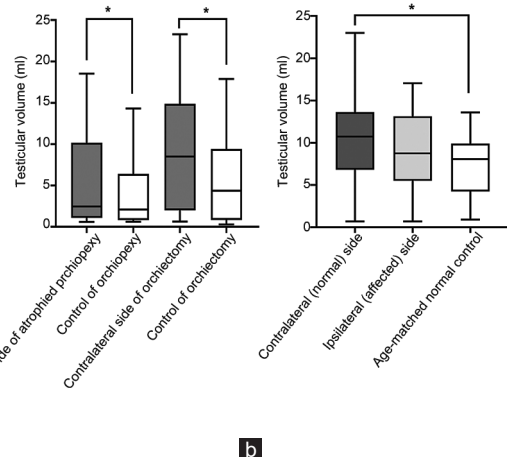 25
20
15
10
5
0
Testicular volume (ml)
*
*
of atrophied prchiopexy
Control of orchiopexy
Contralateral side of orchiectomy
Control of orchiectomy
25
20
15
10
5
0
Testicular volume (ml)
*
Contralateral (normal) side
Ipsilateral (affected) side
Age-matched normal control
b